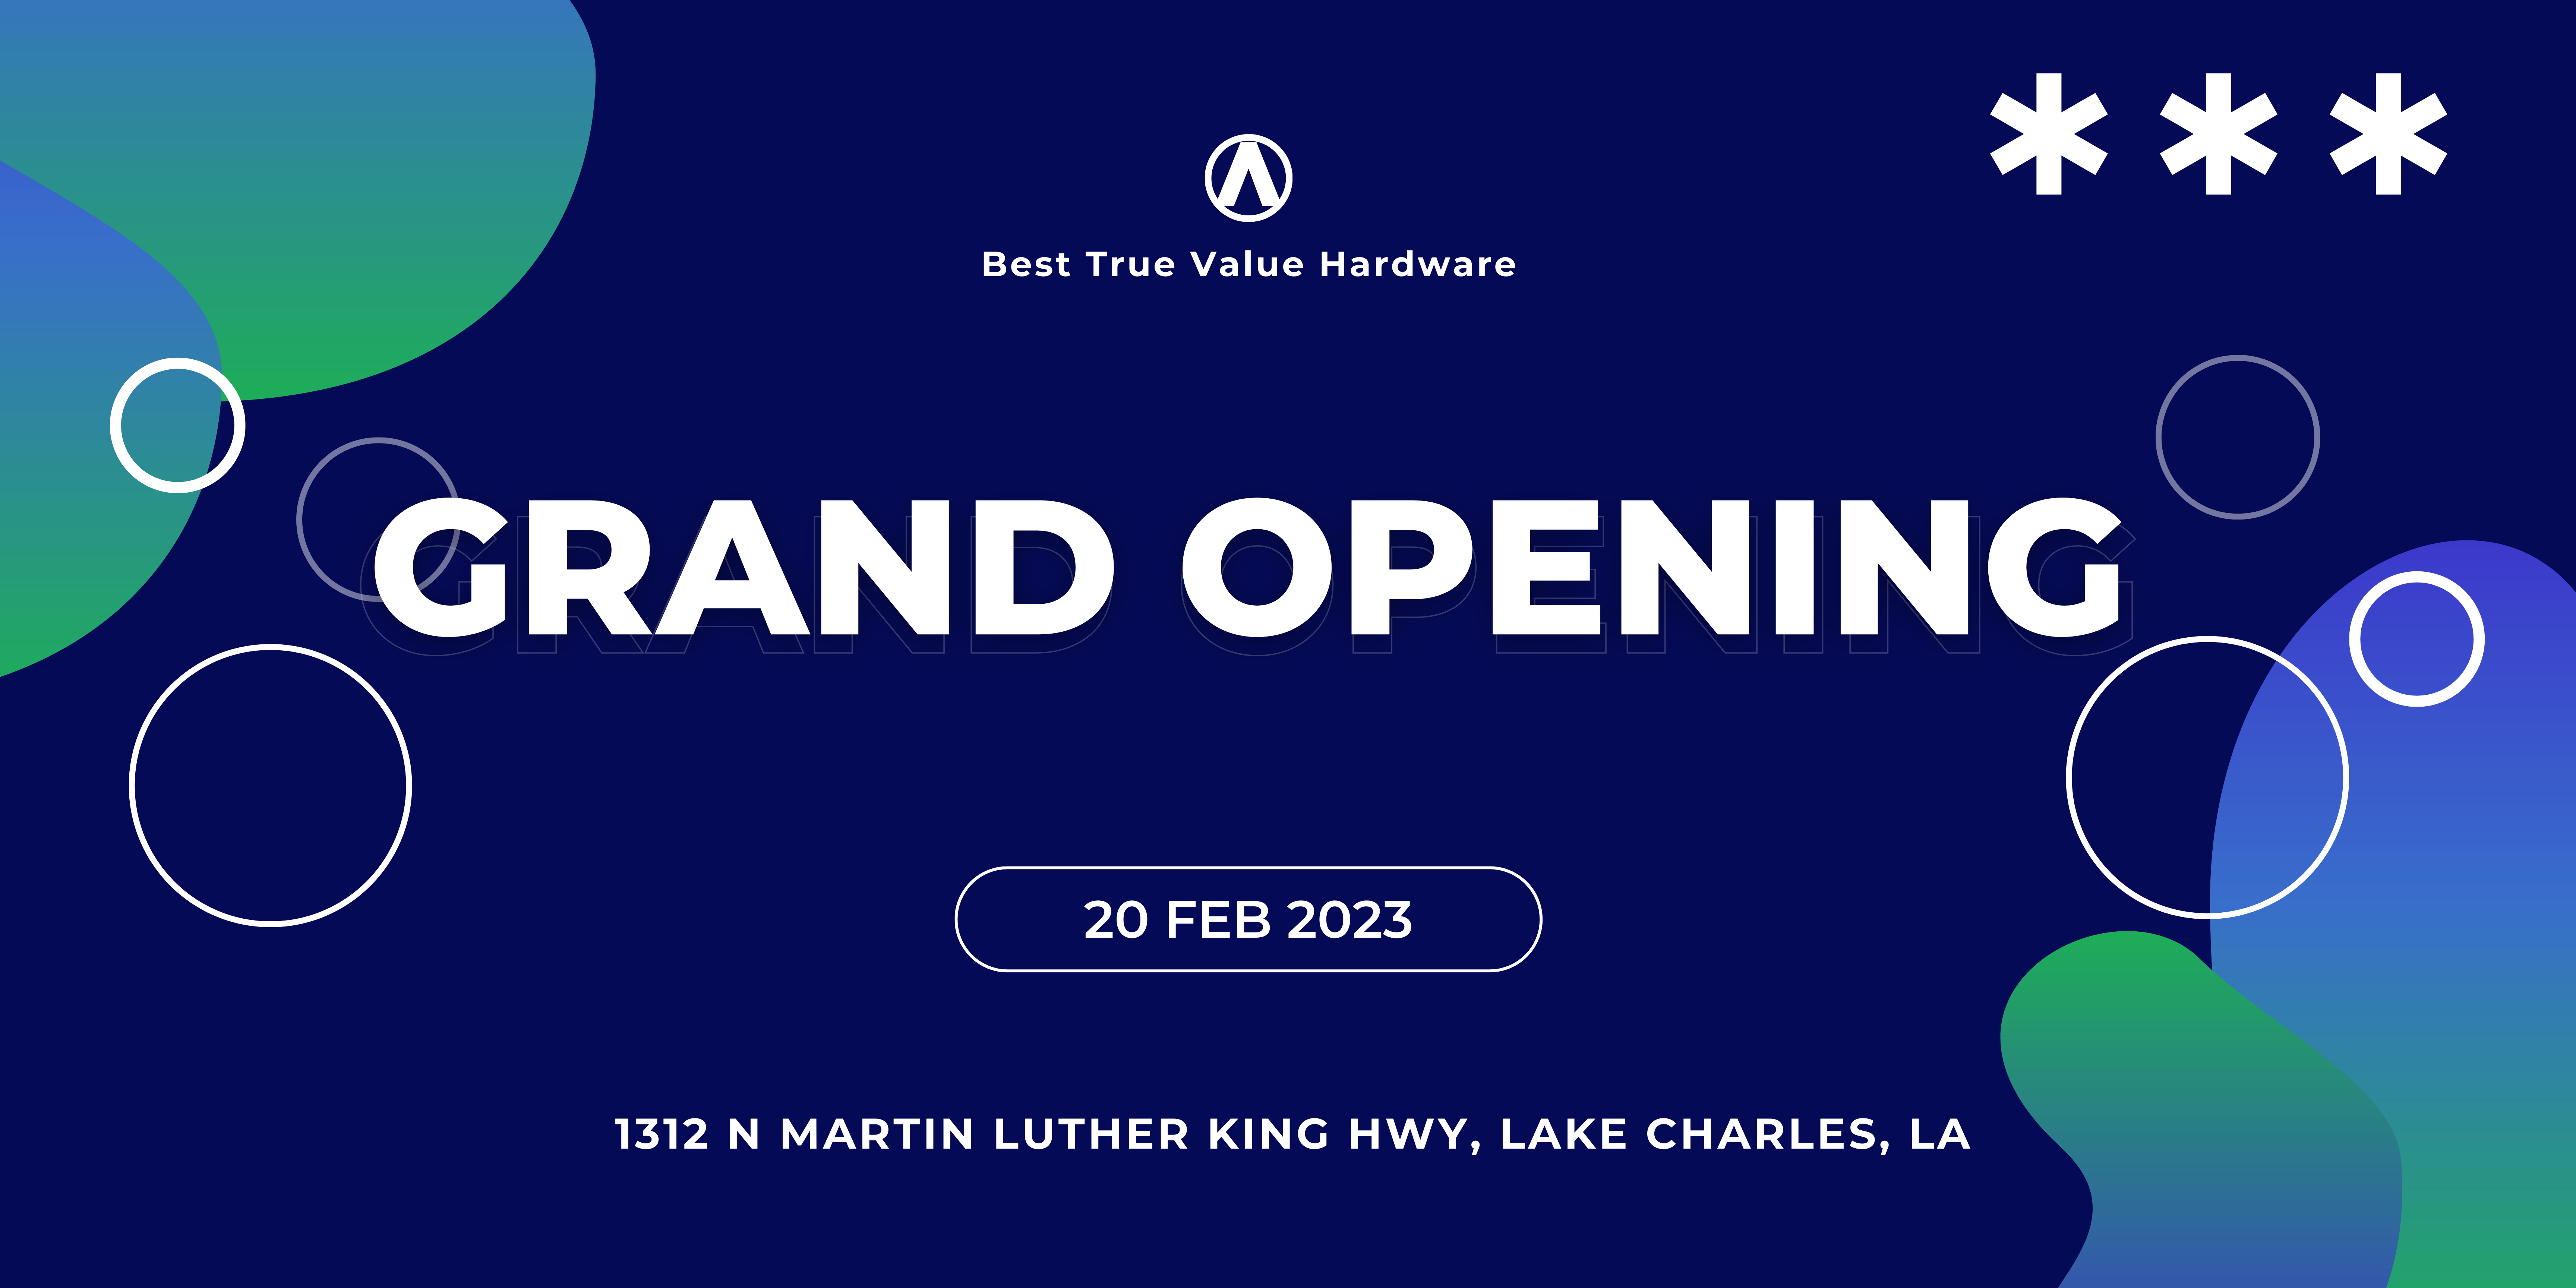 Best True Value Hardware
GRAND OPENING
20 FEB 2023
1312 N MARTIN LUTHER KING HWY, LAKE CHARLES, LA